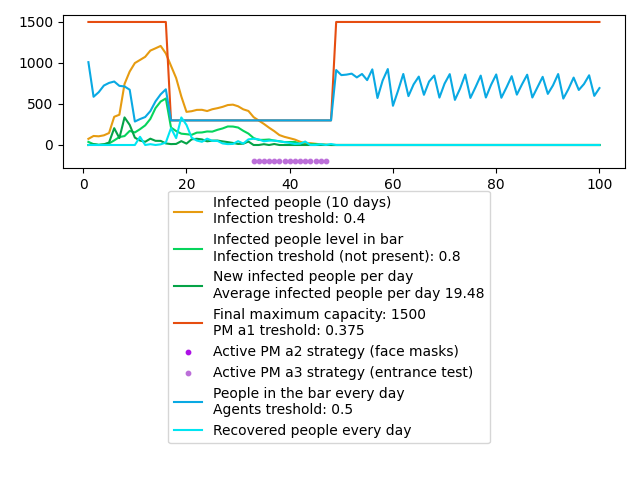 1500
1000
500
0
0 20 40 60 80 100
Infected people (10 days)
Infection treshold: 0.4
Infected people level in bar
Infection treshold (not present): 0.8
New infected people per day
Average infected people per day 19.48
Final maximum capacity: 1500
PM a1 treshold: 0.375
Active PM a2 strategy (face masks)
Active PM a3 strategy (entrance test)
People in the bar every day
Agents treshold: 0.5
Recovered people every day